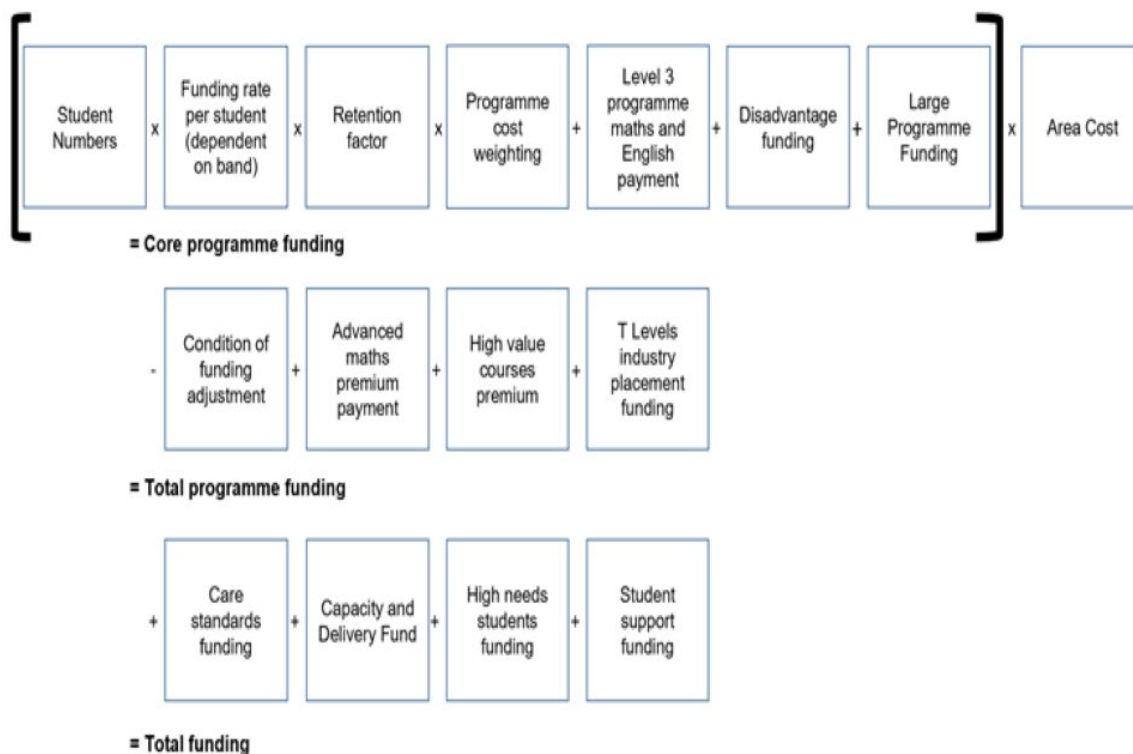 Student
Numbers
x
Funding rate
per student
(dependent
on band)
x
Retention
factor
x
Programme
cost
weighting
+
Level 3
programme
maths and
English
payment
+
Disadvantage
funding
+
Large
Programme
Funding
x
Area Cost
= Core programme funding
-
Condition of
funding
adjustment
+
Advanced
maths
premium
payment
+
High value
courses
premium
+
T Levels
industry
placement
funding
= Total programme funding
+
Care
standards
funding
+
Capacity and
Delivery Fund
+
High needs
students
funding
+
Student
support
funding
= Total funding